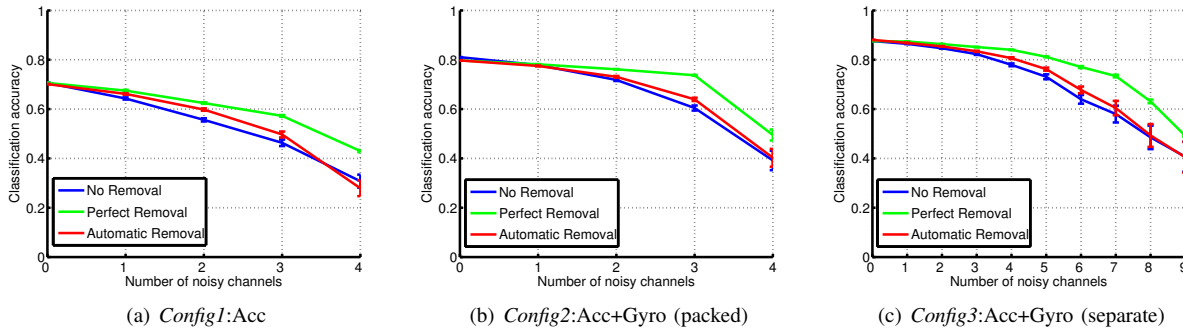 1
0.8
0.6
0.4
0.2
0
Classification accuracy
No Removal
Perfect Removal
Automatic Removal
0 1 2 3 4
Number of noisy channels
(a) Config1:Acc
1
0.8
0.6
0.4
0.2
0
Classification accuracy
No Removal
Perfect Removal
Automatic Removal
0 1 2 3 4
Number of noisy channels
(b) Config2:Acc+Gyro (packed)
1
0.8
0.6
0.4
0.2
0
Classification accuracy
No Removal
Perfect Removal
Automatic Removal
0 1 2 3 4 5 6 7 8 9
Number of noisy channels
(c) Config3:Acc+Gyro (separate)